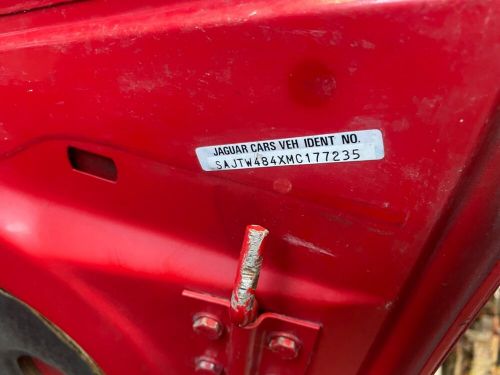 JAGUAR CARS VEH IDENT NO.
SAJTW484XMC177235